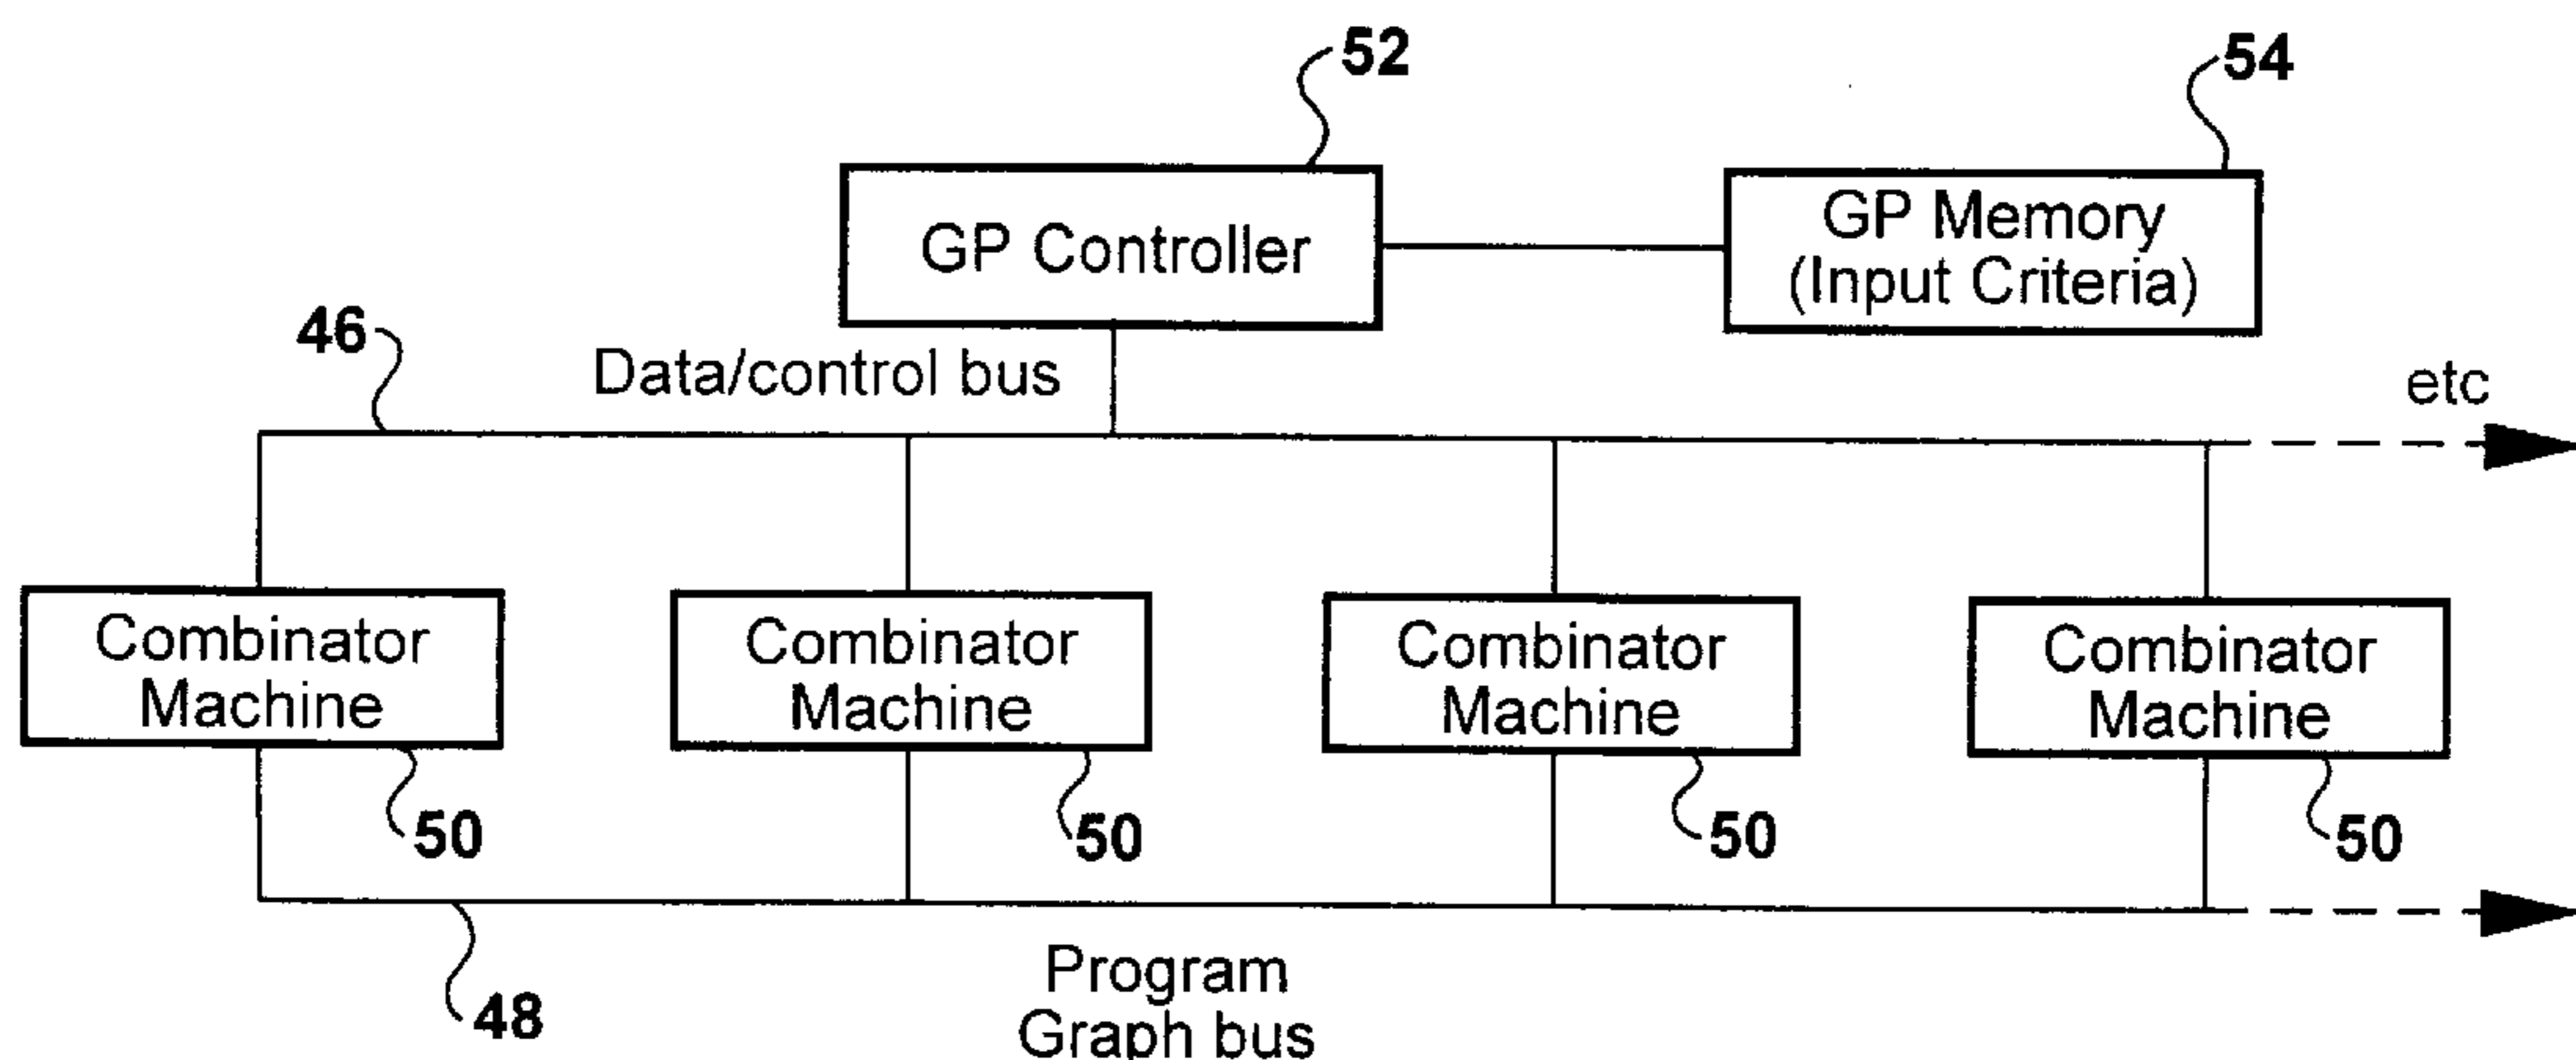 52
54
GP Controller
GP Memory
(Input Criteria)
46
Data/control bus
etc
Combinator
Machine
Combinator
Machine
Combinator
Machine
Combinator
Machine
50
50
50
50
48
Program
Graph bus